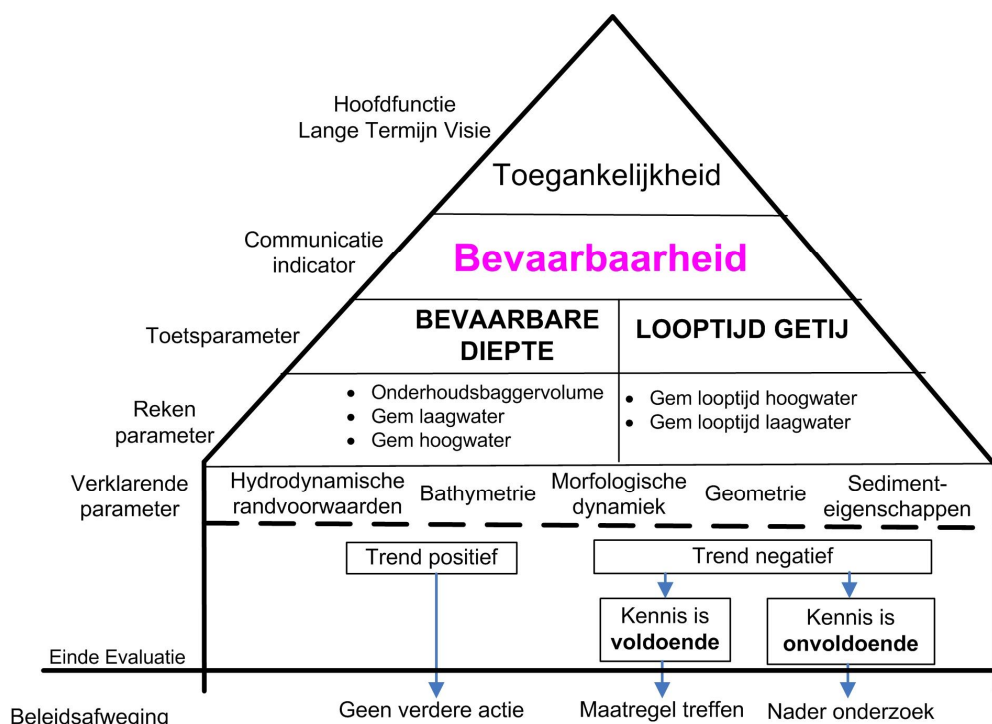 Hoofdfunctie
Lange Termijn Visie
Toegankelijkheid
Communicatie
indicator
Bevaarbaarheid
Toetsparameter
BEVAARBARE
DIEPTE
LOOPTIJD GETIJ
Reken
parameter
• Onderhoudsbaggervolume
• Gem laagwater
• Gem hoogwater
• Gem looptijd hoogwater
• Gem looptijd laagwater
Verklarende
parameter
Hydrodynamische
randvoorwaarden
Bathymetrie
Morfologische
dynamiek
Geometrie
Sediment-
eigenschappen
Trend positief
Trend negatief
Kennis is
voldoende
Kennis is
onvoldoende
Einde Evaluatie
Beleidsafweging
Geen verdere actie
Maatregel treffen
Nader onderzoek